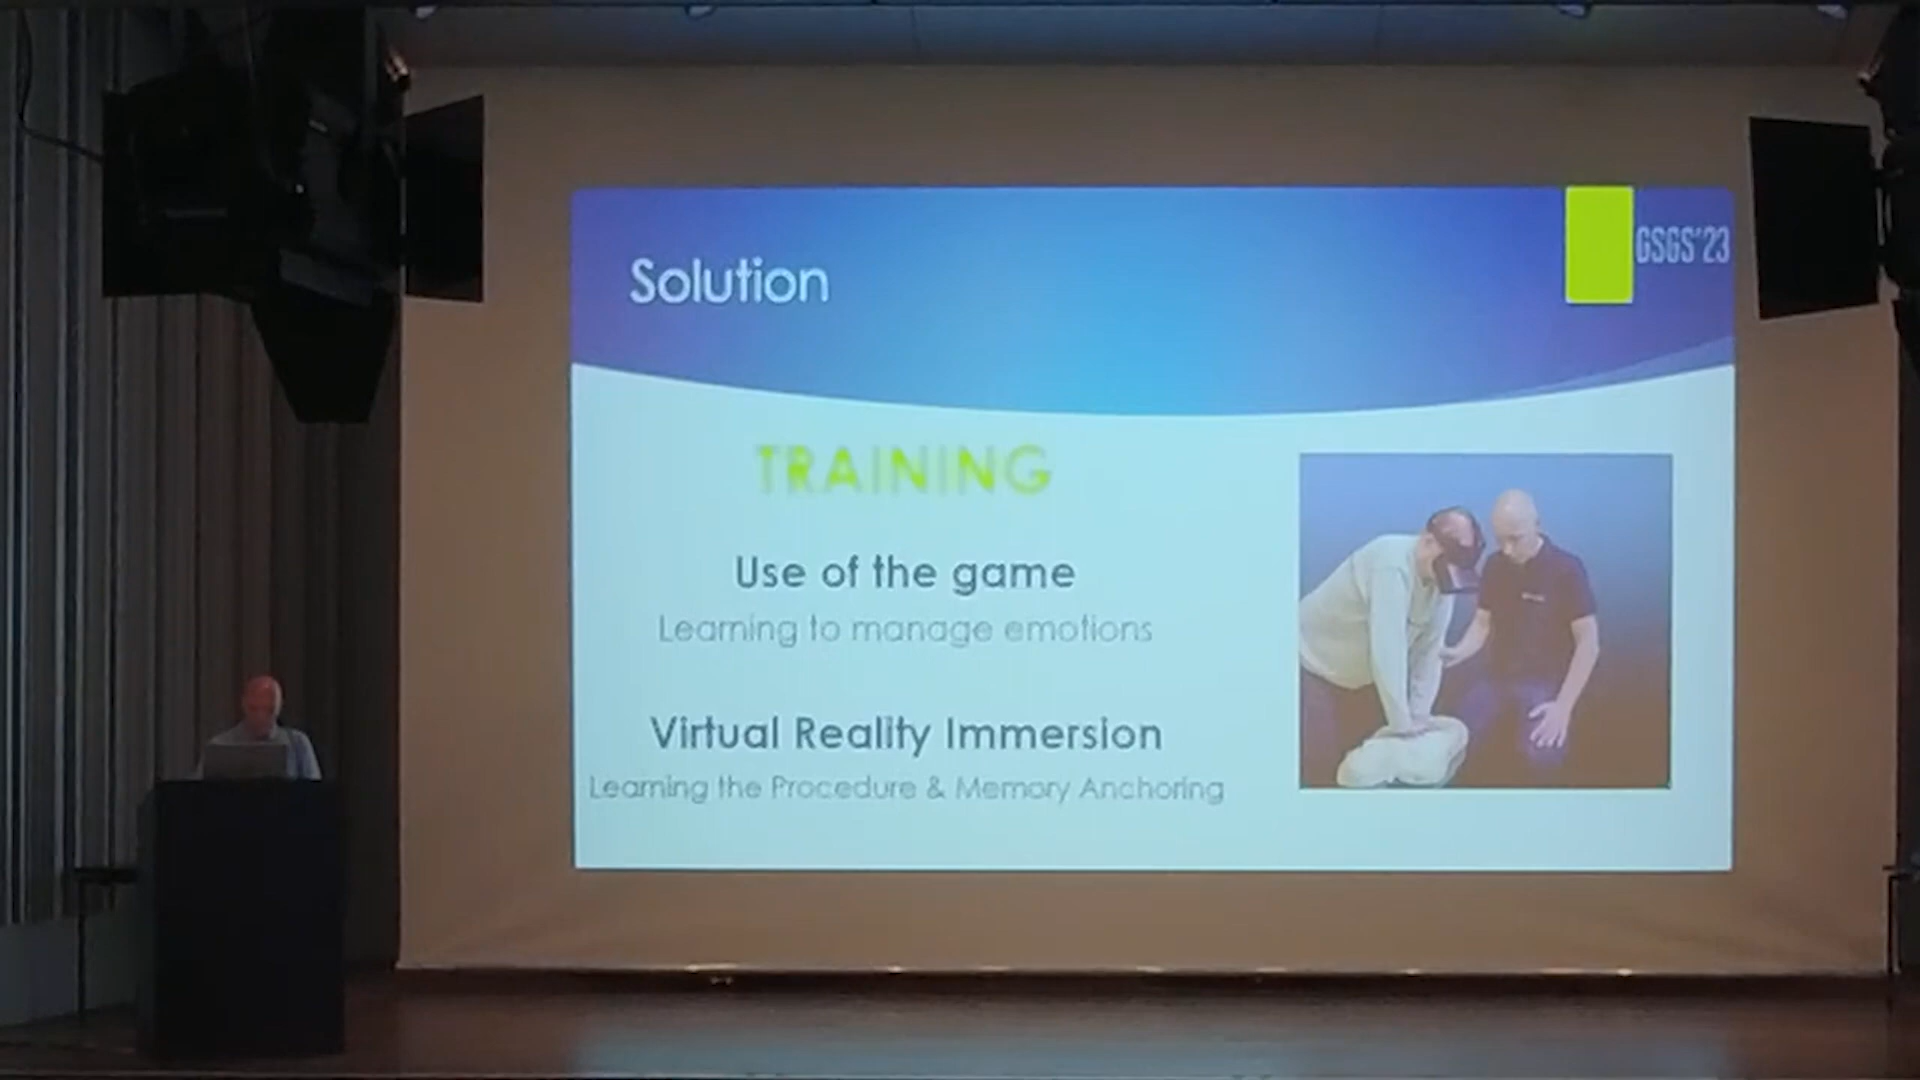 Solution
GSGS'23
TRAINING
Use of the game
Learning to manage emotions
Virtual Reality Immersion
Learning the Procedure & Memory Anchoring